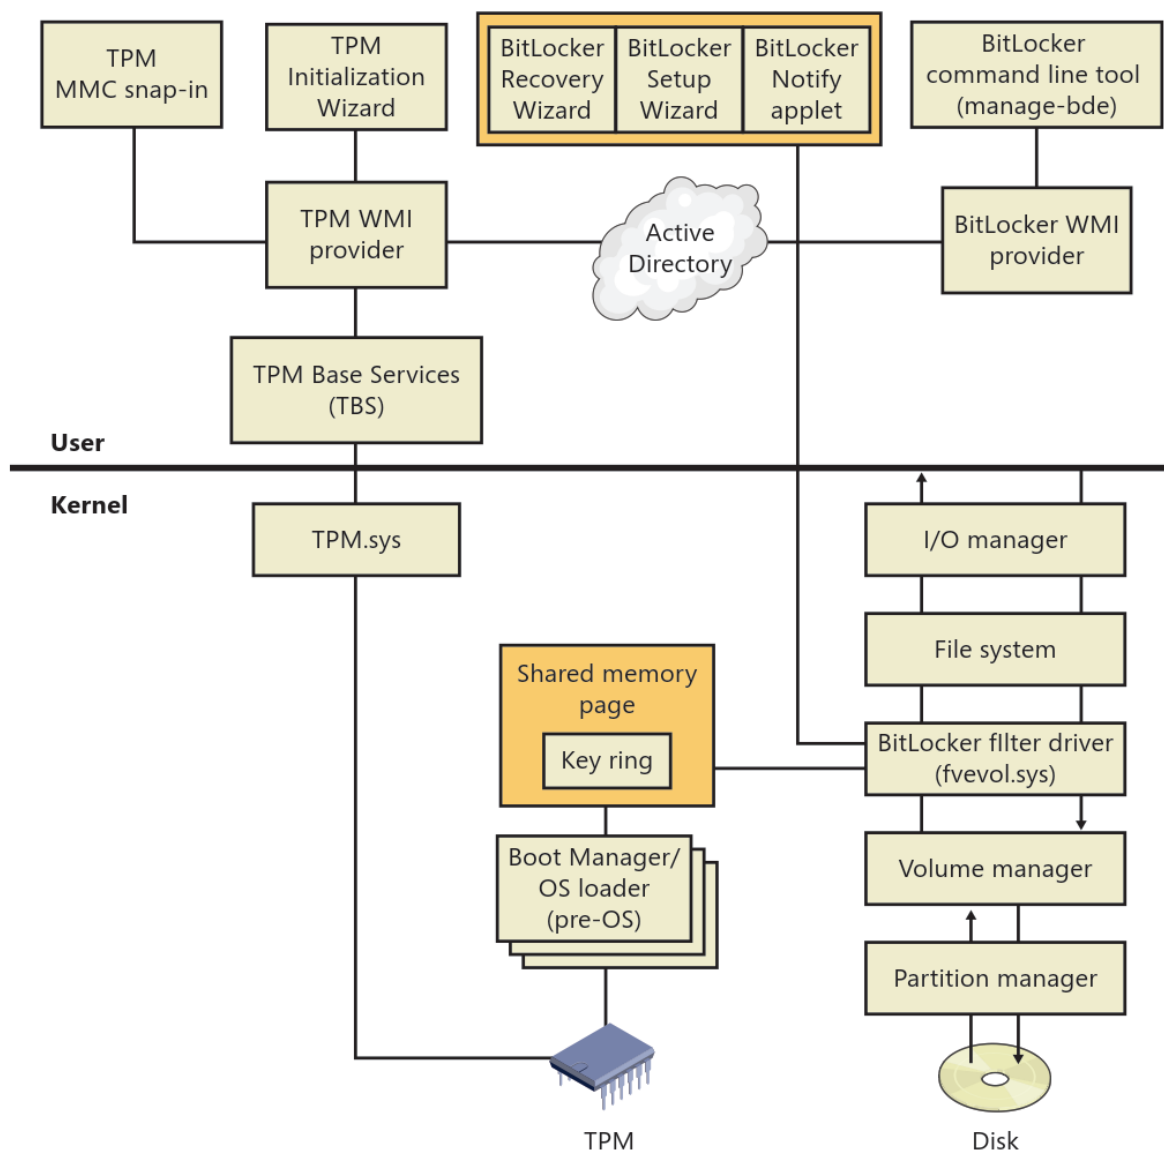 TPM
MMC snap-in
TPM
Initialization
Wizard
BitLocker
Recovery
Wizard
BitLocker
Setup
Wizard
BitLocker
Notify
applet
BitLocker
command line tool
(manage-bde)
TPM WMI
provider
Active
Directory
BitLocker WMI
provider
TPM Base Services
(TBS)
User
Kernel
TPM.sys
I/O manager
File system
Shared memory
page
Key ring
BitLocker fIlter driver
(fvevol.sys)
Boot Manager/
OS loader
(pre-OS)
Volume manager
Partition manager
TPM
Disk